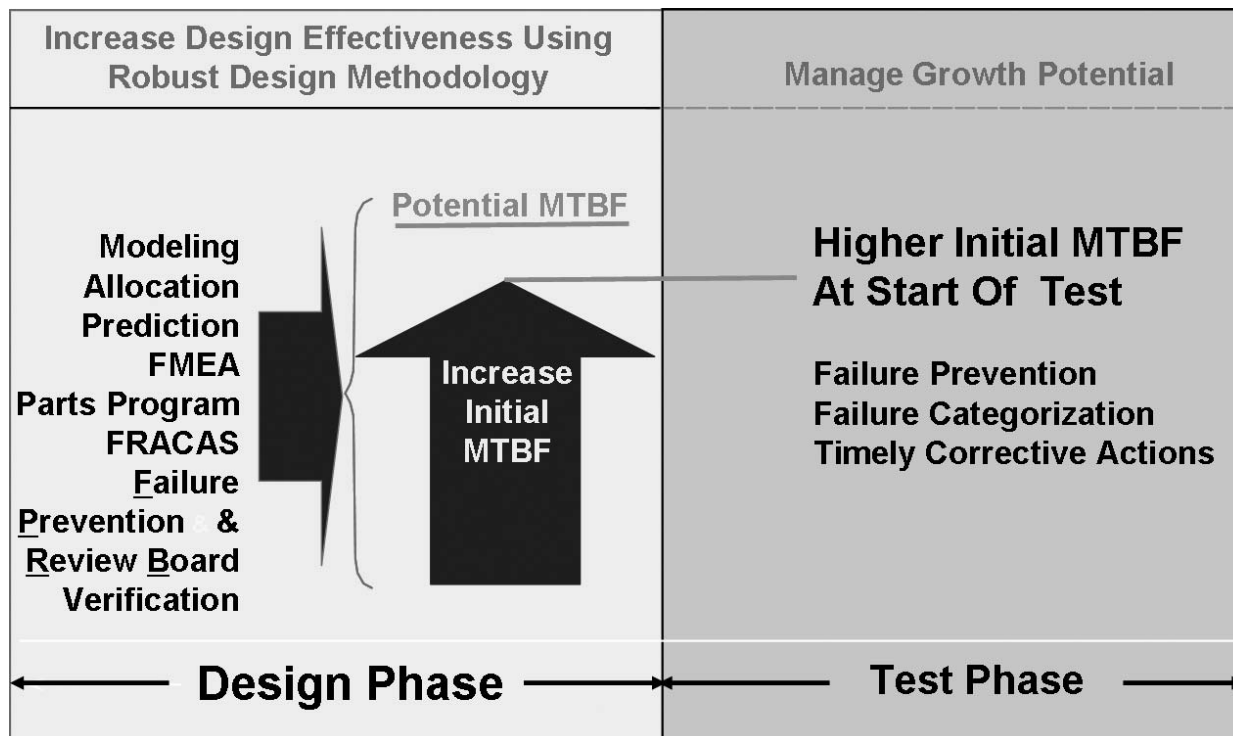 Increase Design Effectiveness Using
Robust Design Methodology
Manage Growth Potential
Potential MTBF
Modeling
Allocation
Prediction
FMEA
Parts Program
FRACAS
Failure
Prevention & &
Review Board
Verification
Increase
Initial
MTBF
Higher Initial MTBF
At Start Of Test
Failure Prevention
Failure Categorization
Timely Corrective Actions
Design Phase
Test Phase